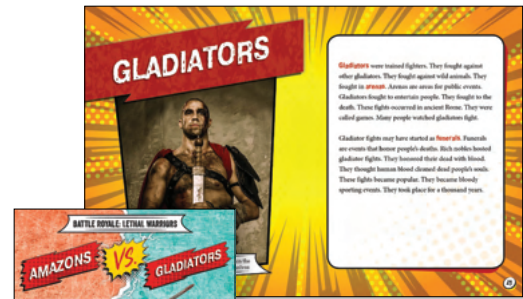 GLADIATORS
Gladiators were trained fighters. They fought against
other gladiators. They fought against wild animals. They
fought in arenas. Arenas are areas for public events.
Gladiators fought to entertain people. They fought to the
death. These fights occurred in ancient Rome. They were
called games. Many people watched gladiators fight.
Gladiator fights may have started as funerals. Funerals
are events that honor people's deaths. Rich nobles hosted
gladiator fights. They honored their dead with blood.
They thought human blood cleaned dead people's souls.
These fights became popular. They became bloody
sporting events. They took place for a thousand years.
BATTLE ROYALE: LETHAL WARRIORS
AMAZONS
VS.
GLADIATORS